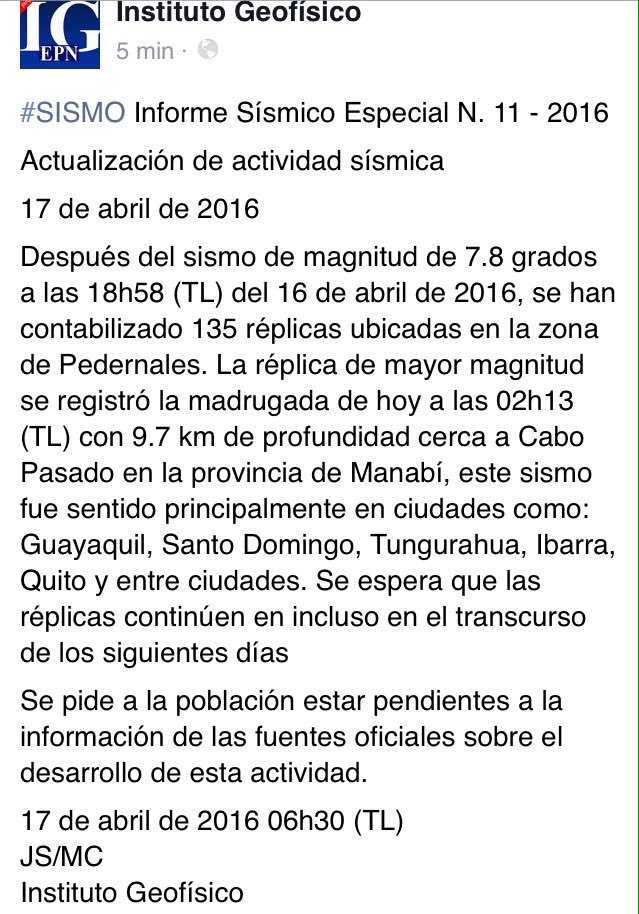 Instituto Geofísico
IG
EPN
5 min ·
#SISMO Informe Sísmico Especial N. 11 - 2016
Actualización de actividad sísmica
17 de abril de 2016
Después del sismo de magnitud de 7.8 grados
a las 18h58 (TL) del 16 de abril de 2016, se han
contabilizado 135 réplicas ubicadas en la zona
de Pedernales. La réplica de mayor magnitud
se registró la madrugada de hoy a las 02h13
(TL) con 9.7 km de profundidad cerca a Cabo
Pasado en la provincia de Manabí, este sismo
fue sentido principalmente en ciudades como:
Guayaquil, Santo Domingo, Tungurahua, Ibarra,
Quito y entre ciudades. Se espera que las
réplicas continúen en incluso en el transcurso
de los siguientes días
Se pide a la población estar pendientes a la
información de las fuentes oficiales sobre el
desarrollo de esta actividad.
17 de abril de 2016 06h30 (TL)
JS/MC
Instituto Geofísico